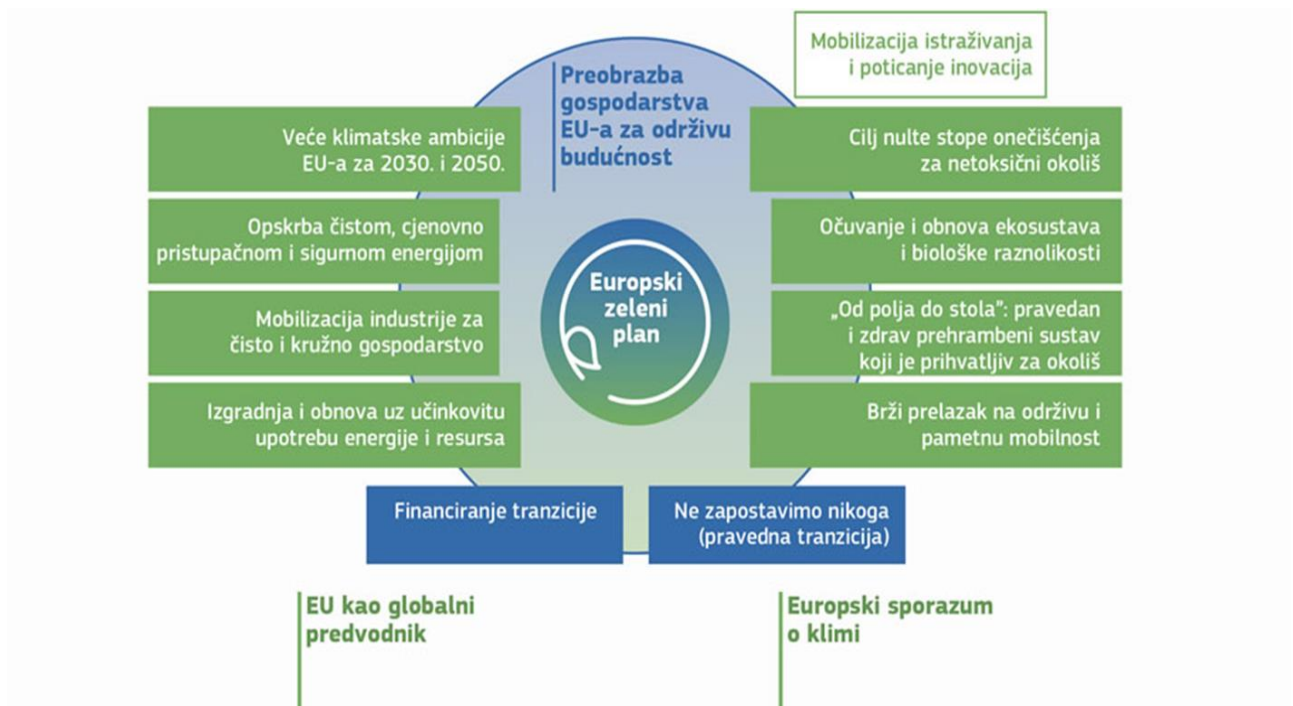 Mobilizacija istraživanja
i poticanje inovacija
Preobrazba
gospodarstva
EU-a za održivu
budućnost
Veće klimatske ambicije
EU-a za 2030. i 2050.
Opskrba čistom, cjenovno
pristupačnom i sigurnom energijom
Mobilizacija industrije za
čisto i kružno gospodarstvo
Izgradnja i obnova uz učinkovitu
upotrebu energije i resursa
Europski
zeleni
plan
Cilj nulte stope onečišćenja
za netoksični okoliš
Očuvanje i obnova ekosustava
i biološke raznolikosti
„Od polja do stola”: pravedan
i zdrav prehrambeni sustav
koji je prihvatljiv za okoliš
Brži prelazak na održivu i
pametnu mobilnost
Financiranje tranzicije
Ne zapostavimo nikoga
(pravedna tranzicija)
EU kao globalni
predvodnik
Europski sporazum
o klimi